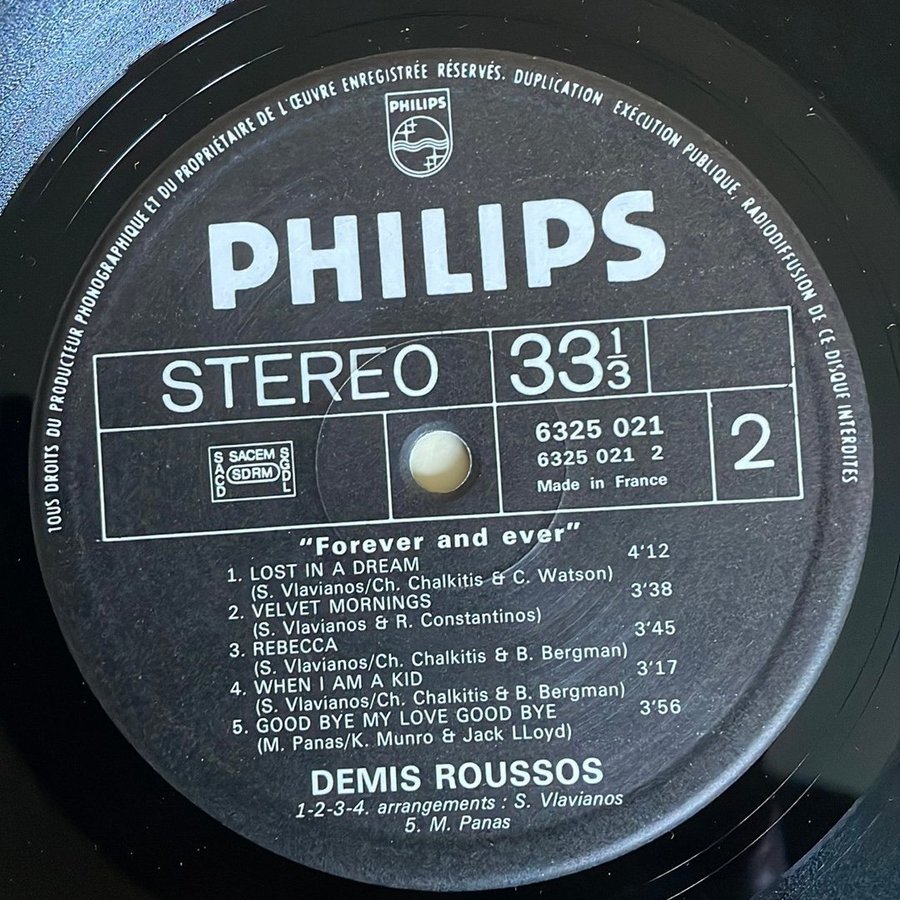 TOUS DROITS DU PRODUCTEUR PHONOGRAPHIQUE ET DU PROPRIÉTAIRE DE L'ŒUVRE ENREGISTRÉE RÉSERVÉS. DUPLICATION EXÉCUTION PUBLIQUE, RADIODIFFUSION DE CE DISQUE INTERDITES
PHILIPS
PHILIPS
STEREO
33 1/3
SACD
SACEM
SDRM
SGDL
6325 021
6325 021 2
Made in France
2
"Forever and ever"
1. LOST IN A DREAM 4'12
(S. Vlavianos/Ch. Chalkitis & C. Watson)
2. VELVET MORNINGS 3'38
(S. Vlavianos & R. Constantinos)
3. REBECCA 3'45
(S. Vlavianos/Ch. Chalkitis & B. Bergman)
4. WHEN I AM A KID 3'17
(S. Vlavianos/Ch. Chalkitis & B. Bergman)
5. GOOD BYE MY LOVE GOOD BYE 3'56
(M. Panas/K. Munro & Jack LLoyd)
DEMIS ROUSSOS
1-2-3-4. arrangements : S. Vlavianos
5. M. Panas